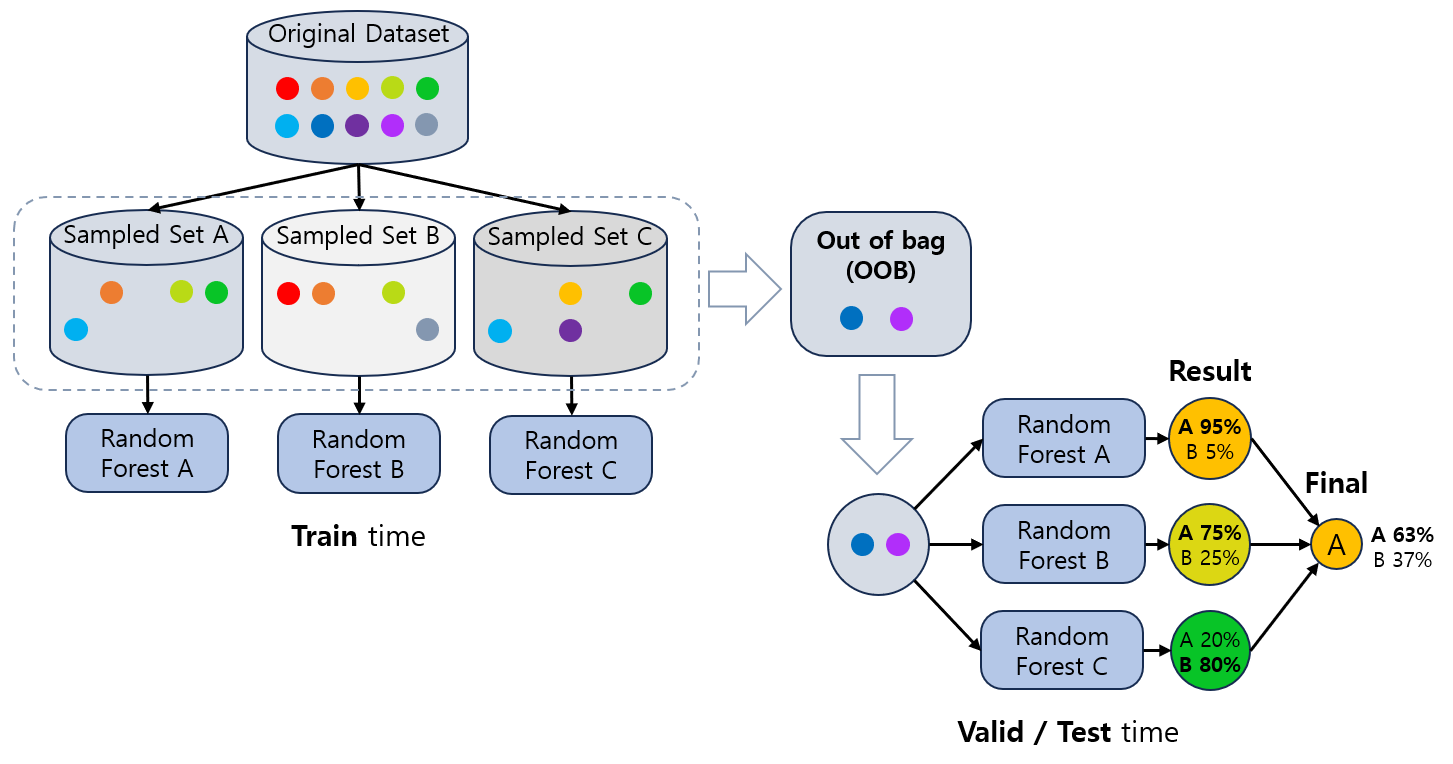 Original Dataset
Sampled Set A
Sampled Set B
Sampled Set C
Random
Forest A
Random
Forest B
Random
Forest C
Train time
Out of bag
(OOB)
Result
Random
Forest A
A 95%
B 5%
Random
Forest B
A 75%
B 25%
Random
Forest C
A 20%
B 80%
Final
A
A 63%
B 37%
Valid / Test time